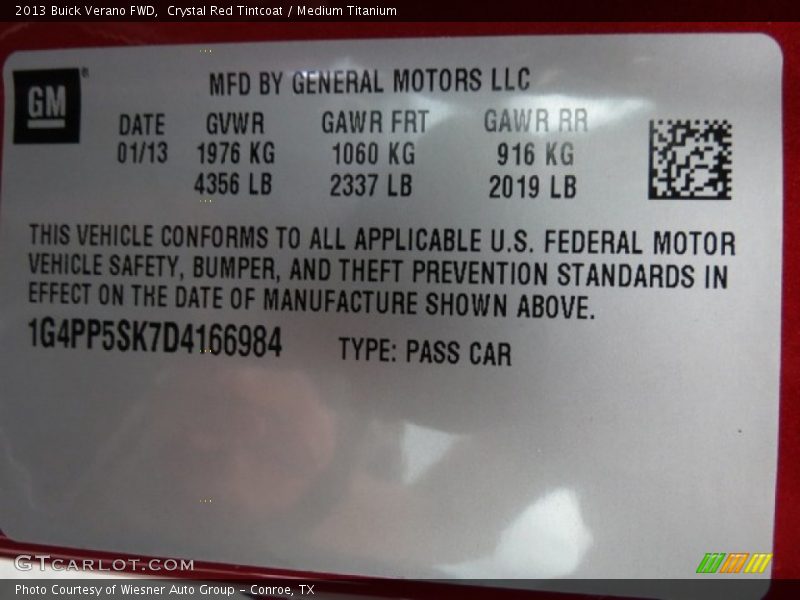 2013 Buick Verano FWD,  Crystal Red Tintcoat / Medium Titanium
GM®
MFD BY GENERAL MOTORS LLC
DATE GVWR GAWR FRT GAWR RR
01/13 1976 KG 1060 KG 916 KG
4356 LB 2337 LB 2019 LB
THIS VEHICLE CONFORMS TO ALL APPLICABLE U.S. FEDERAL MOTOR
VEHICLE SAFETY, BUMPER, AND THEFT PREVENTION STANDARDS IN
EFFECT ON THE DATE OF MANUFACTURE SHOWN ABOVE.
1G4PP5SK7D4166984 TYPE: PASS CAR
GTCARLOT.COM
Photo Courtesy of Wiesner Auto Group - Conroe, TX